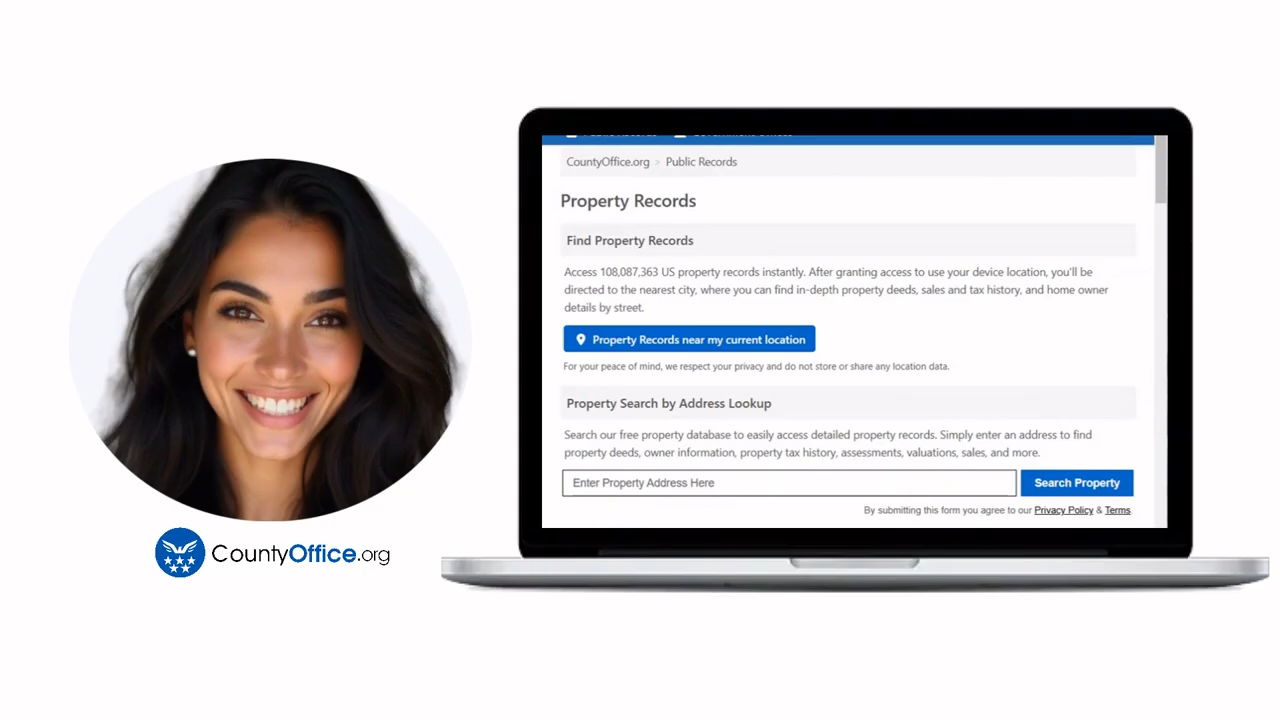 CountyOffice.org > Public Records
Property Records
Find Property Records
Access 108,087,363 US property records instantly. After granting access to use your device location, you'll be
directed to the nearest city, where you can find in-depth property deeds, sales and tax history, and home owner
details by street.
Property Records near my current location
For your peace of mind, we respect your privacy and do not store or share any location data.
Property Search by Address Lookup
Search our free property database to easily access detailed property records. Simply enter an address to find
property deeds, owner information, property tax history, assessments, valuations, sales, and more.
Enter Property Address Here
Search Property
By submitting this form you agree to our Privacy Policy & Terms
CountyOffice.org